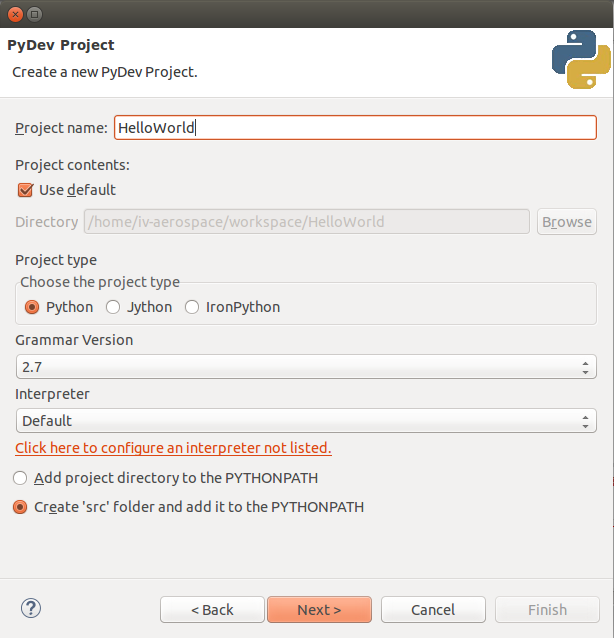 PyDev Project
Create a new PyDev Project.
Project name: HelloWorld
Project contents:
Use default
Directory /home/iv-aerospace/workspace/HelloWorld Browse
Project type
Choose the project type
Python Jython IronPython
Grammar Version
2.7
Interpreter
Default
Click here to configure an interpreter not listed.
Add project directory to the PYTHONPATH
Create 'src' folder and add it to the PYTHONPATH
? < Back Next > Cancel Finish